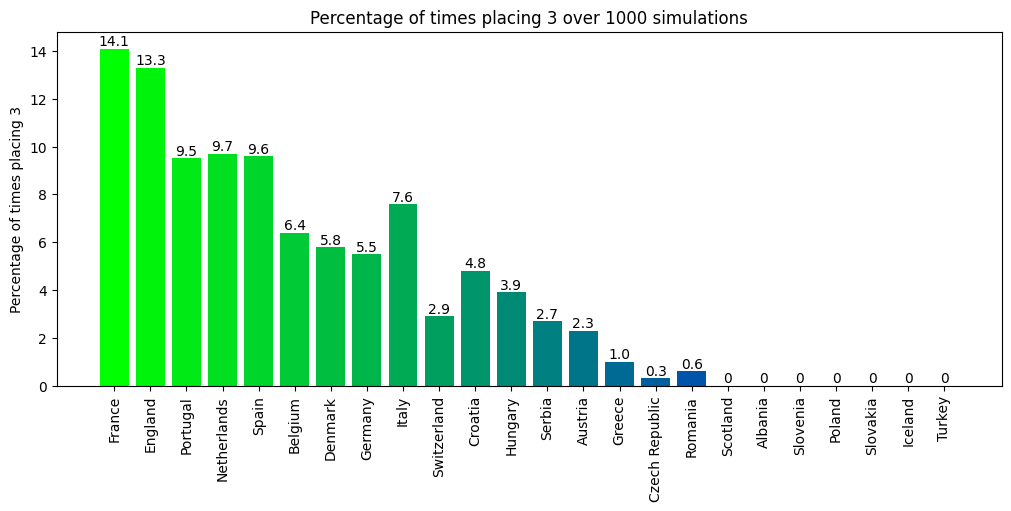 Percentage of times placing 3 over 1000 simulations
Percentage of times placing 3
14
12
10
8
6
4
2
0
14.1
13.3
9.5
9.7
9.6
6.4
5.8
5.5
7.6
2.9
4.8
3.9
2.7
2.3
1.0
0.3
0.6
0
0
0
0
0
0
0
France
England
Portugal
Netherlands
Spain
Belgium
Denmark
Germany
Italy
Switzerland
Croatia
Hungary
Serbia
Austria
Greece
Czech Republic
Romania
Scotland
Albania
Slovenia
Poland
Slovakia
Iceland
Turkey